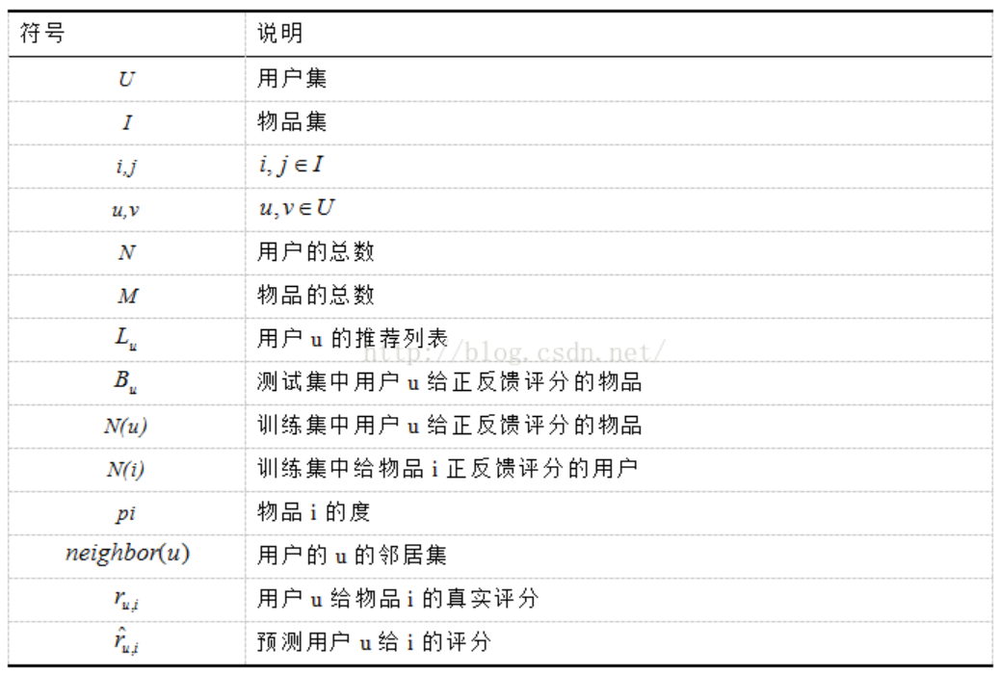 符号 说明
U 用户集
I 物品集
i,j i, j∈I
u,v u,v∈U
N 用户的总数
M 物品的总数
L_u 用户 u 的推荐列表
http://blog.csdn.net/
B_u 测试集中用户 u 给正反馈评分的物品
N(u) 训练集中用户 u 给正反馈评分的物品
N(i) 训练集中给物品 i 正反馈评分的用户
pi 物品 i 的度
neighbor(u) 用户的 u 的邻居集
r_{u,i} 用户 u 给物品 i 的真实评分
r̂_{u,i} 预测用户 u 给 i 的评分